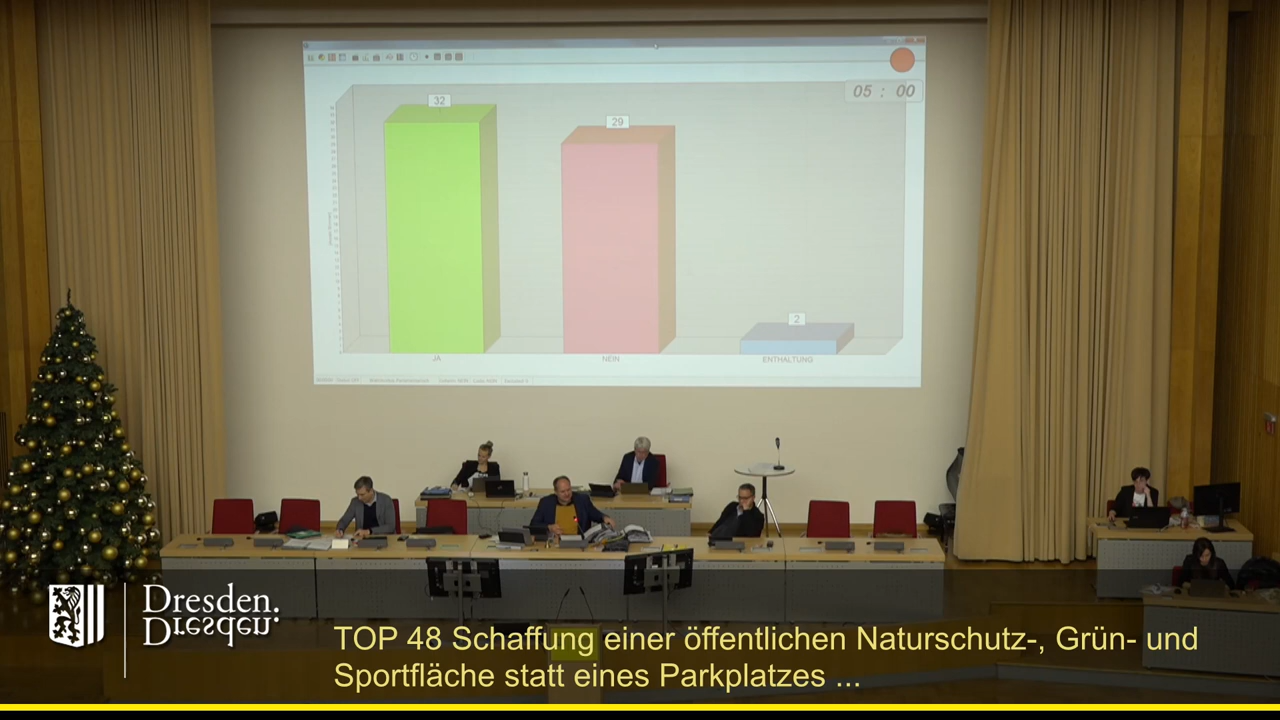 05 : 00
32
29
2
JA
NEIN
ENTHALTUNG
Dresden.
Dresden.
TOP 48 Schaffung einer öffentlichen Naturschutz-, Grün- und
Sportfläche statt eines Parkplatzes ...